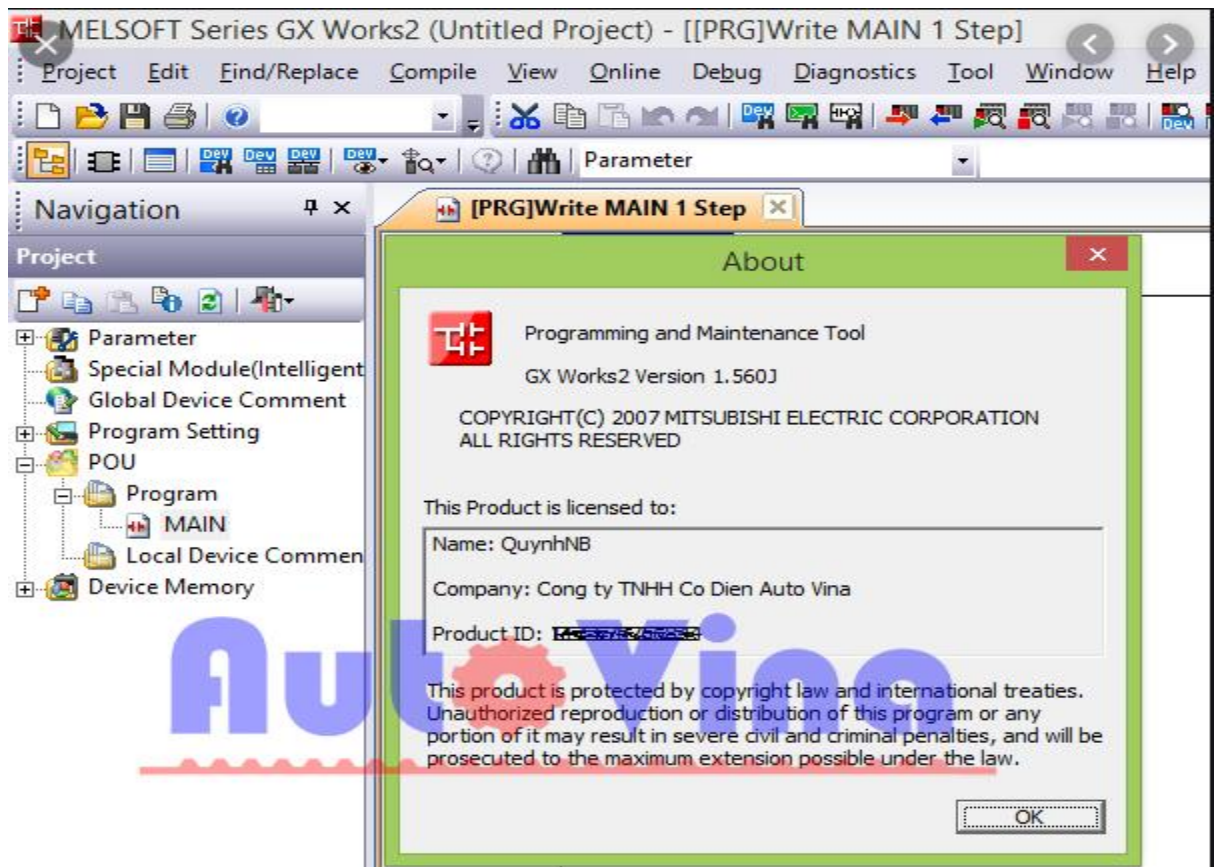 MELSOFT Series GX Works2 (Untitled Project) - [[PRG]Write MAIN 1 Step]
Project Edit Find/Replace Compile View Online Debug Diagnostics Tool Window Help
Parameter
Navigation
[PRG]Write MAIN 1 Step
Project
About
Parameter
Special Module(Intelligent
Global Device Comment
Program Setting
POU
Program
MAIN
Local Device Commen
Device Memory
Programming and Maintenance Tool
GX Works2 Version 1.560J
COPYRIGHT(C) 2007 MITSUBISHI ELECTRIC CORPORATION
ALL RIGHTS RESERVED
This Product is licensed to:
Name: QuynhNB
Company: Cong ty TNHH Co Dien Auto Vina
Product ID:
This product is protected by copyright law and international treaties.
Unauthorized reproduction or distribution of this program or any
portion of it may result in severe civil and criminal penalties, and will be
prosecuted to the maximum extension possible under the law.
OK
Auto Vina